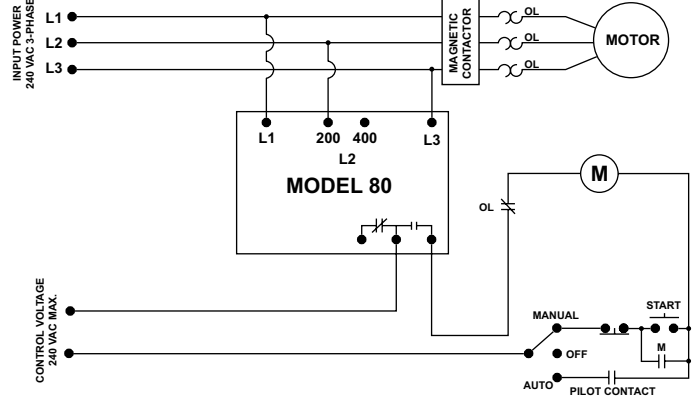 INPUT POWER
240 VAC 3-PHASE
L1
L2
L3
MAGNETIC
CONTACTOR
OL
OL
OL
MOTOR
L1
200
400
L3
L2
MODEL 80
OL
M
CONTROL VOLTAGE
240 VAC MAX.
MANUAL
OFF
AUTO
START
M
PILOT CONTACT